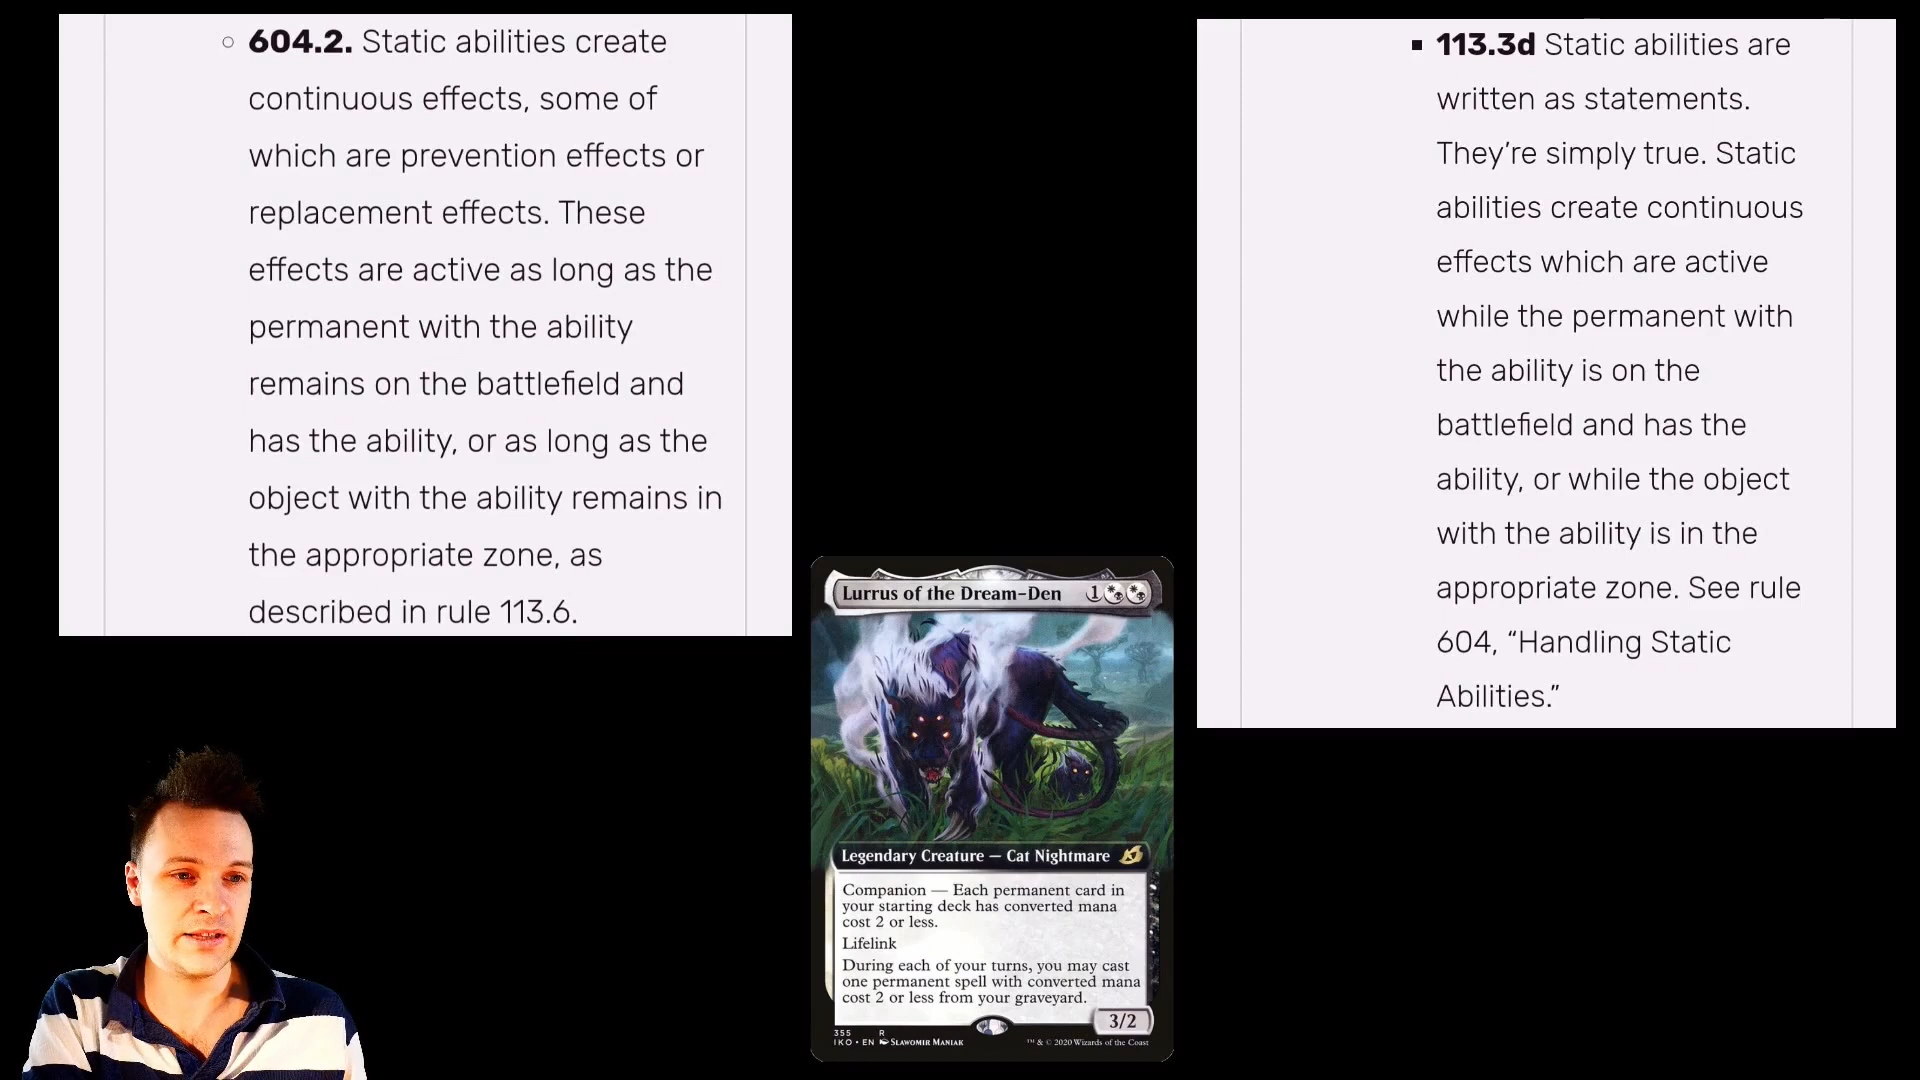 604.2. Static abilities create
continuous effects, some of
which are prevention effects or
replacement effects. These
effects are active as long as the
permanent with the ability
remains on the battlefield and
has the ability, or as long as the
object with the ability remains in
the appropriate zone, as
described in rule 113.6.
113.3d Static abilities are
written as statements.
They’re simply true. Static
abilities create continuous
effects which are active
while the permanent with
the ability is on the
battlefield and has the
ability, or while the object
with the ability is in the
appropriate zone. See rule
604, “Handling Static
Abilities.”
Lurrus of the Dream-Den 1
Legendary Creature — Cat Nightmare
Companion — Each permanent card in
your starting deck has converted mana
cost 2 or less.
Lifelink
During each of your turns, you may cast
one permanent spell with converted mana
cost 2 or less from your graveyard.
3/2
355 R
IKO • EN Slawomir Maniak
™ & © 2020 Wizards of the Coast